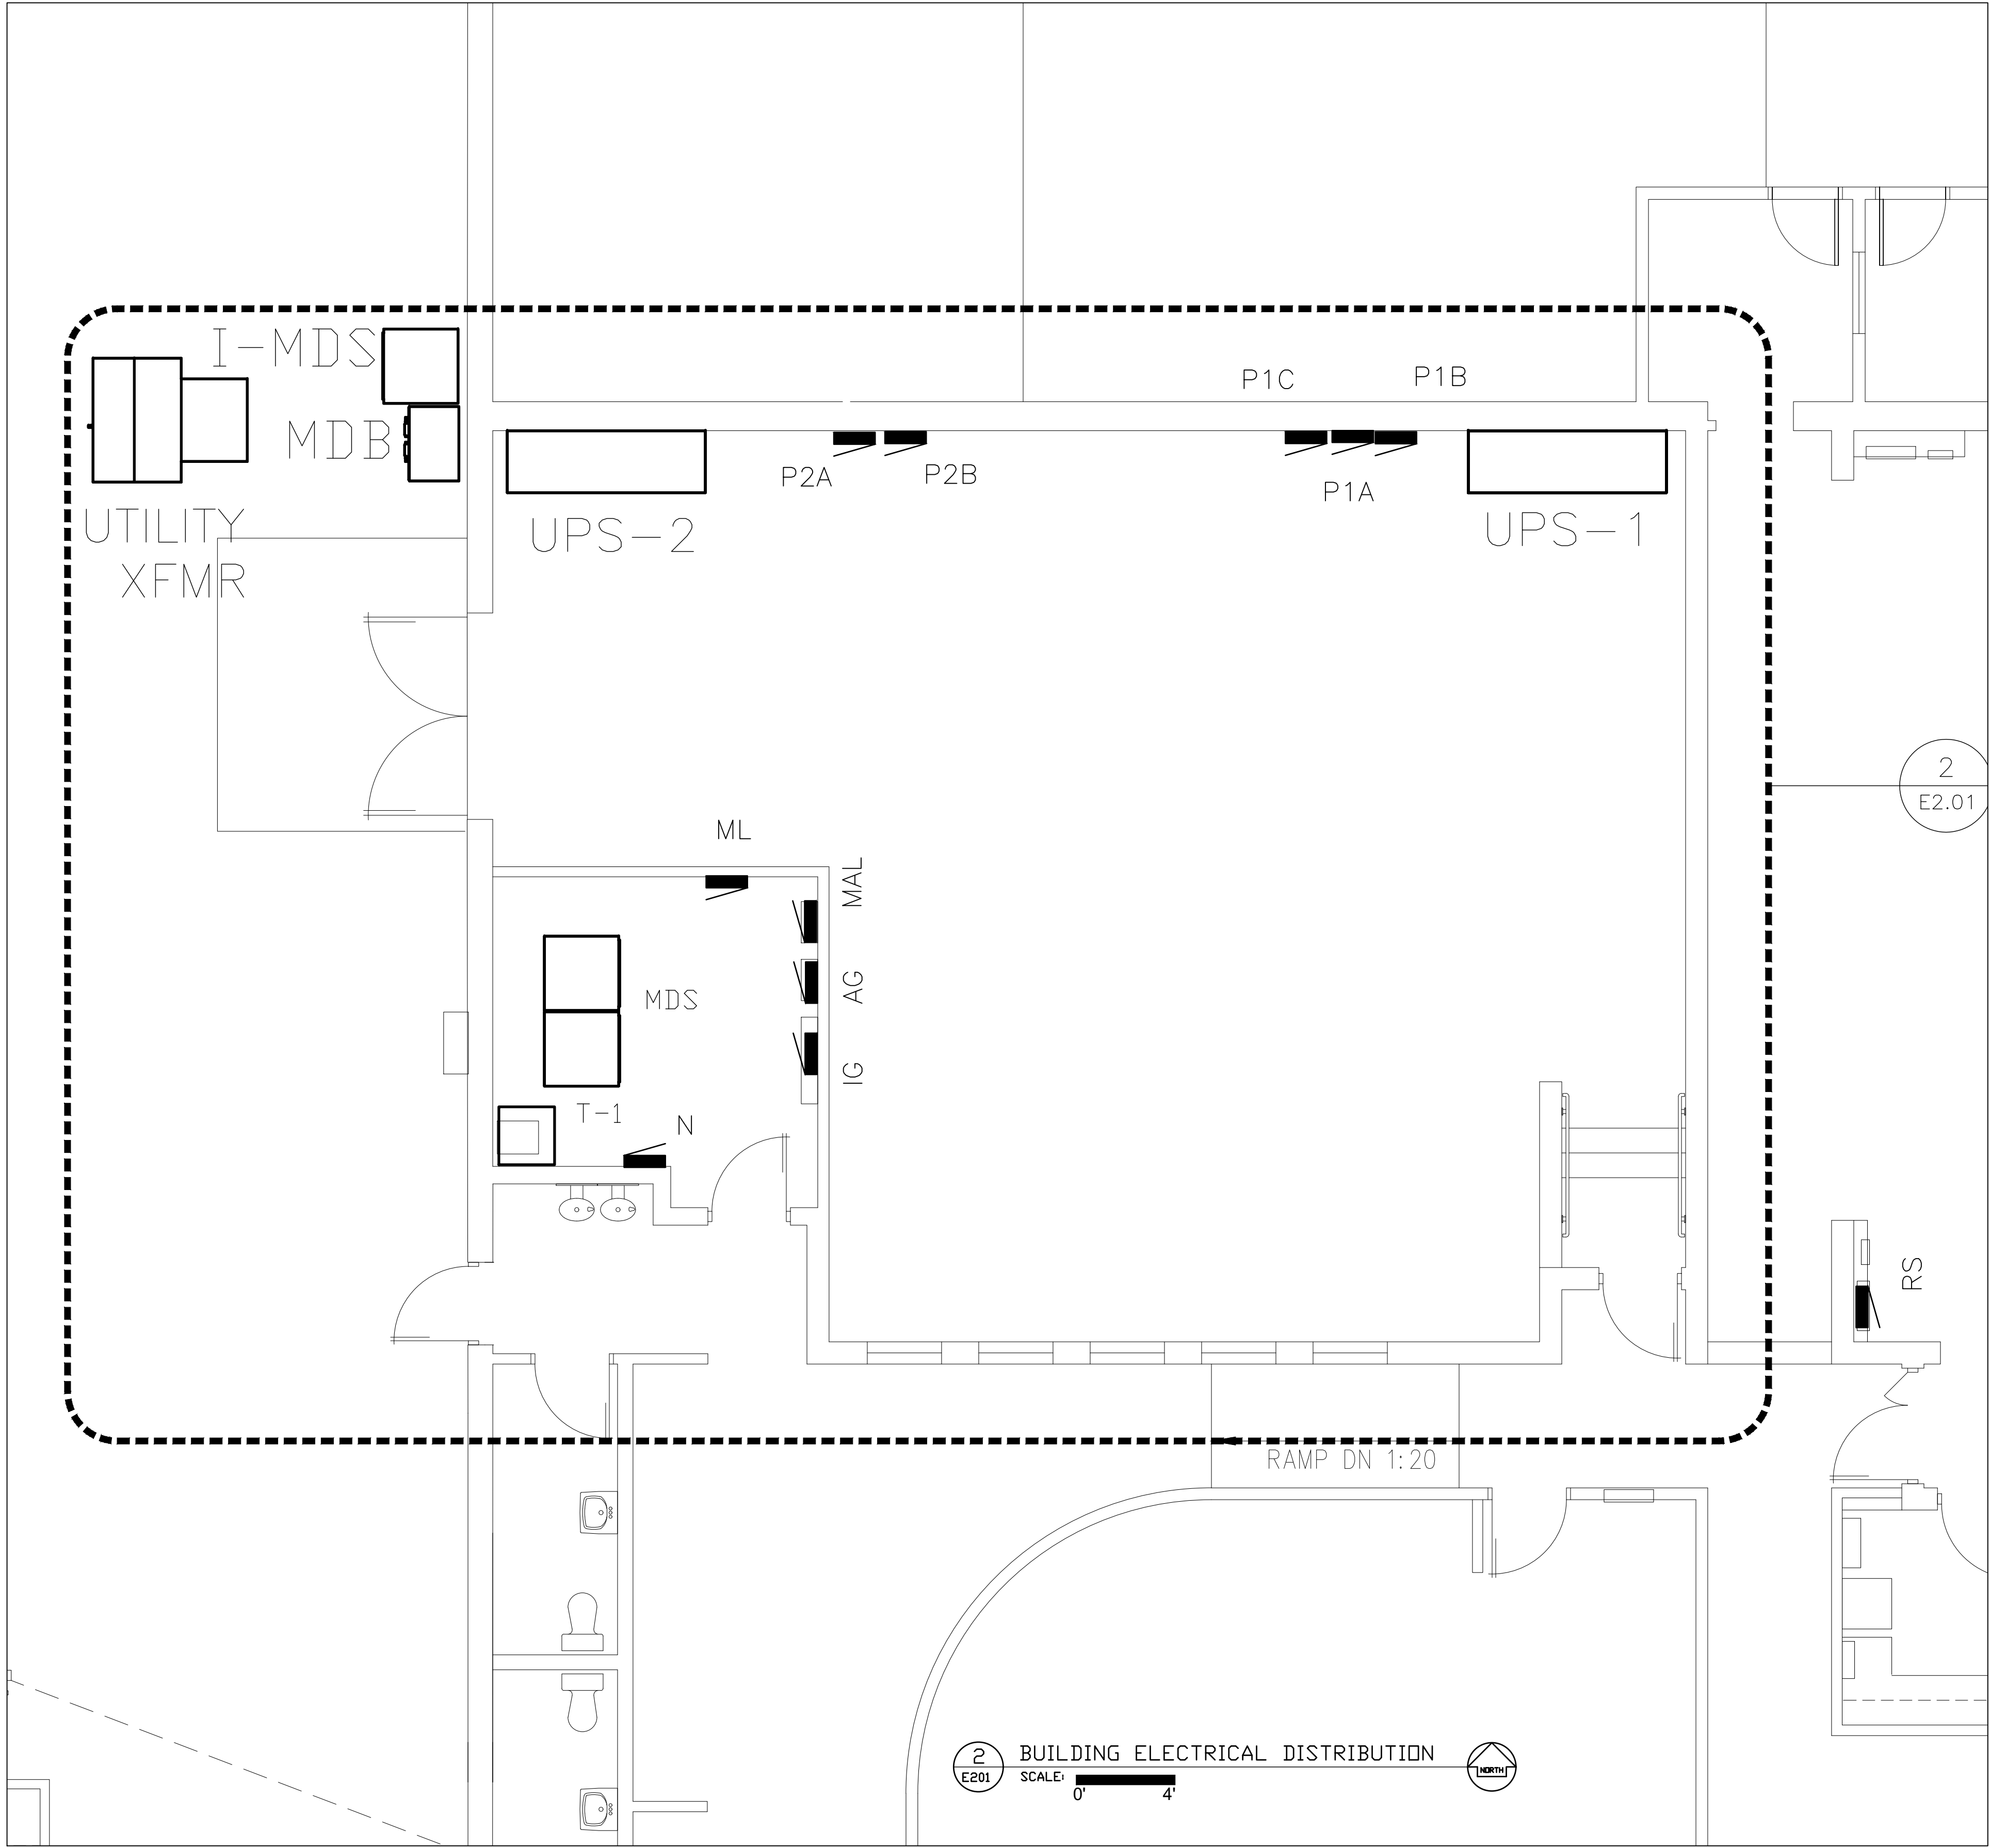 P1C
P1B
I-MDS
MDB
P2A
P2B
P1A
UTILITY
XFMR
UPS-2
UPS-1
2
E2.01
ML
MAL
AG
MDS
IG
T-1
N
RS
RAMP DN 1:20
2
E201
BUILDING ELECTRICAL DISTRIBUTION
SCALE:
0'
4'
NORTH